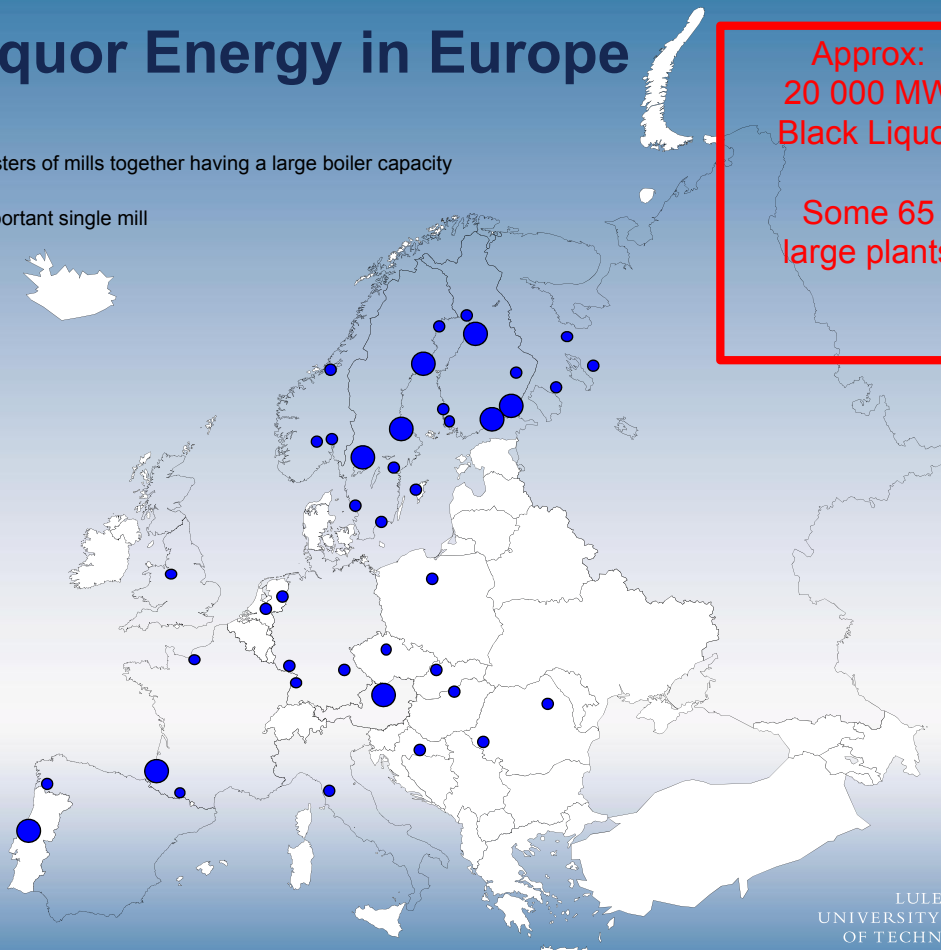 quor Energy in Europe
sters of mills together having a large boiler capacity
portant single mill
Approx:
20 000 MW
Black Liquo
Some 65
large plants
LULE
UNIVERSITY
OF TECHN